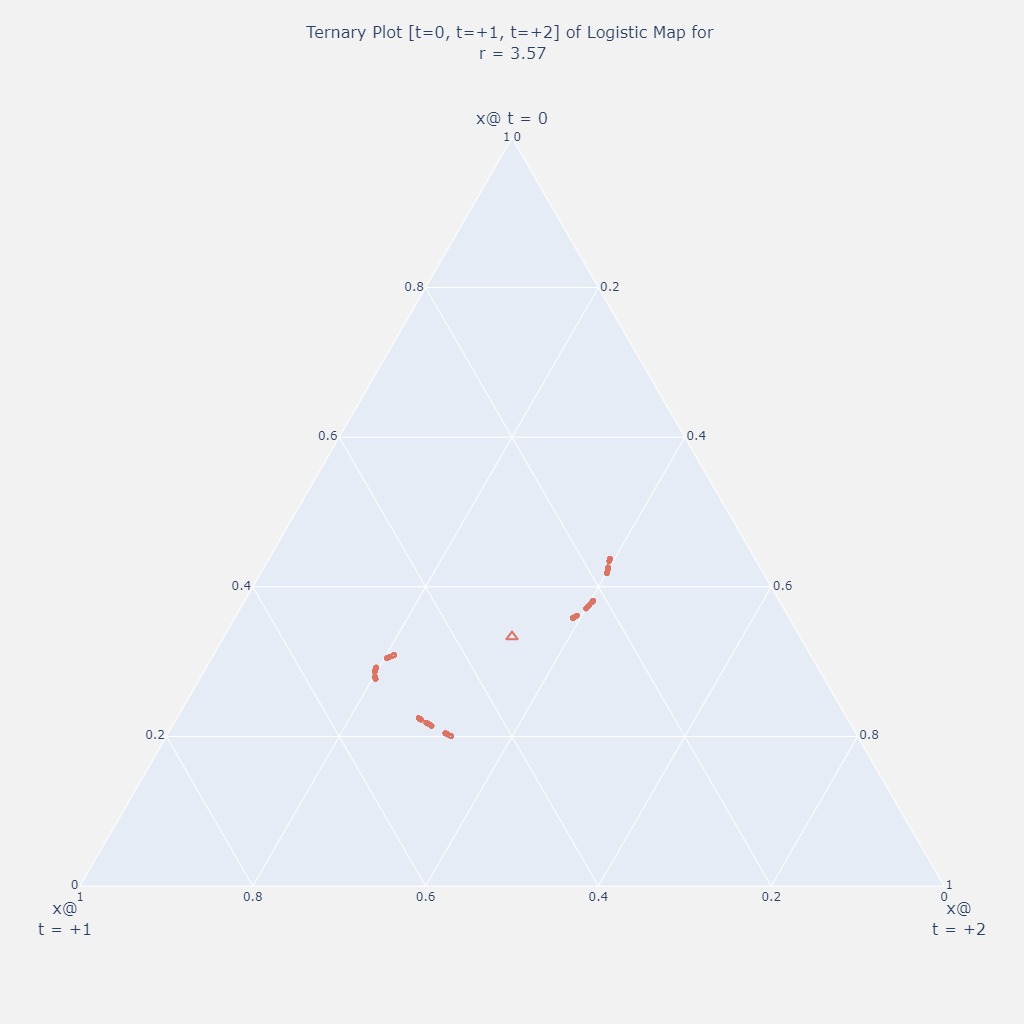 Ternary Plot [t=0, t=+1, t=+2] of Logistic Map for
r = 3.57
x@ t = 0
1 0
0.8 0.2
0.6 0.4
0.4 0.6
0.2 0.8
0 1
1 0.8 0.6 0.4 0.2 0
x@ x@
t = +1 t = +2